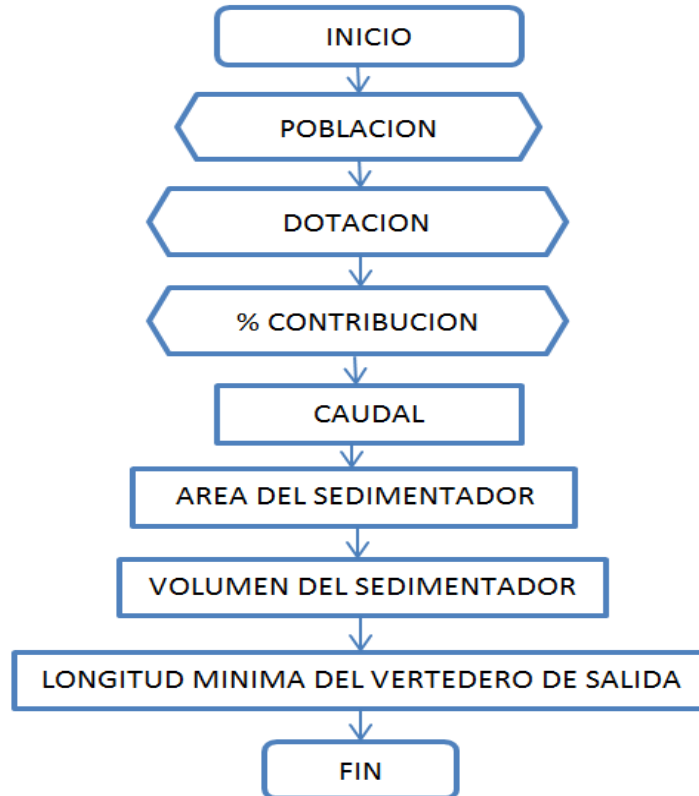 INICIO
POBLACION
DOTACION
% CONTRIBUCION
CAUDAL
AREA DEL SEDIMENTADOR
VOLUMEN DEL SEDIMENTADOR
LONGITUD MINIMA DEL VERTEDERO DE SALIDA
FIN